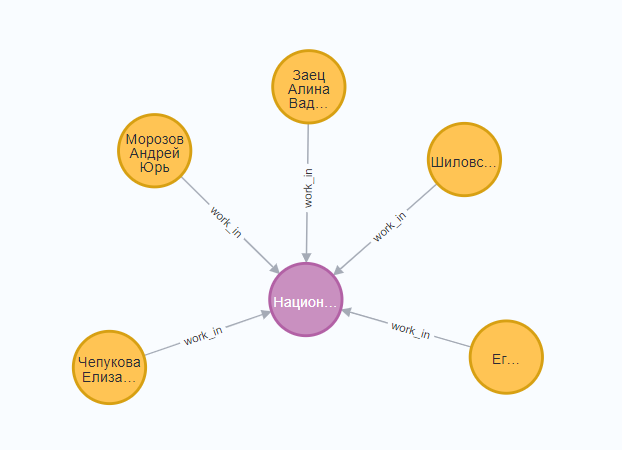 Заец
Алина
Вад…
Морозов
Андрей
Юрь
Шиловс…
work_in
work_in
work_in
Национ…
work_in
work_in
Чепукова
Елиза…
Ег…